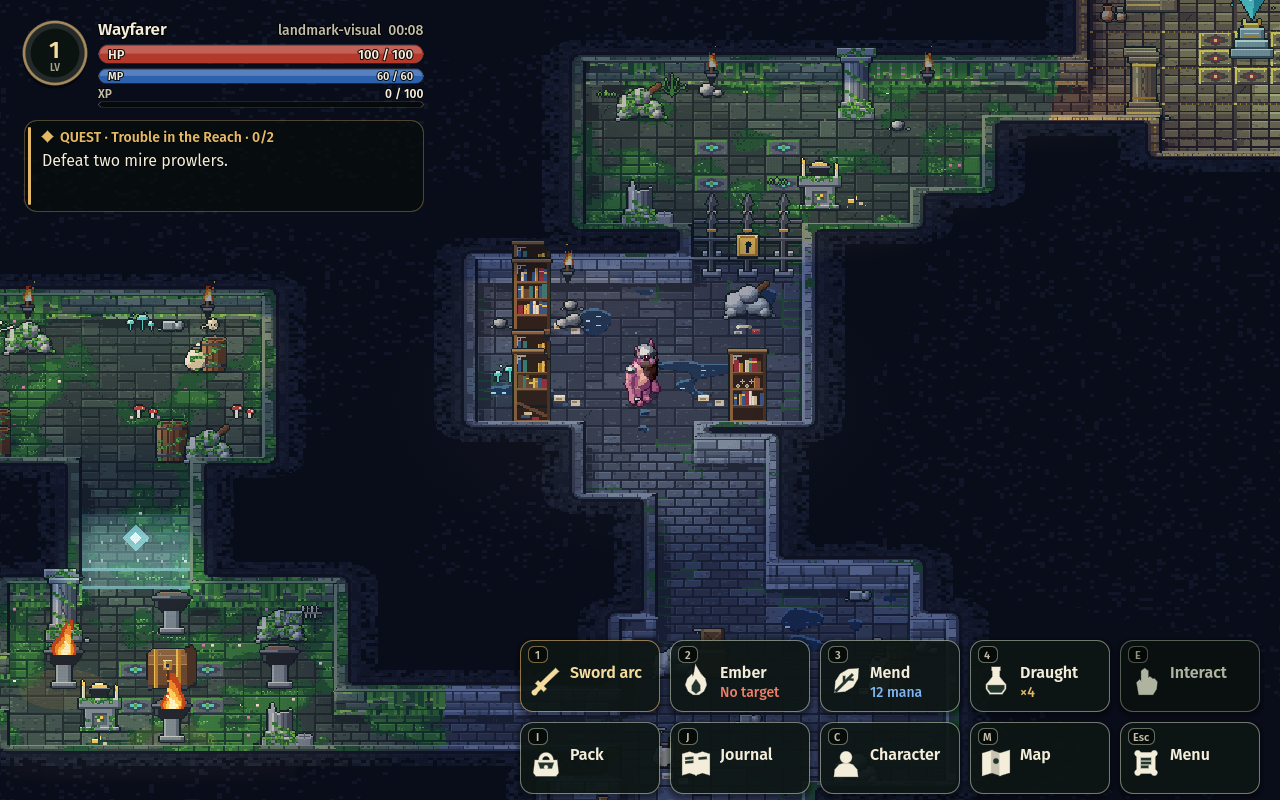 1
LV
Wayfarer
landmark-visual 00:08
HP 100 / 100
MP 60 / 60
XP 0 / 100
QUEST · Trouble in the Reach · 0/2
Defeat two mire prowlers.
1 Sword arc
2 Ember
No target
3 Mend
12 mana
4 Draught
×4
E Interact
I Pack
J Journal
C Character
M Map
Esc Menu